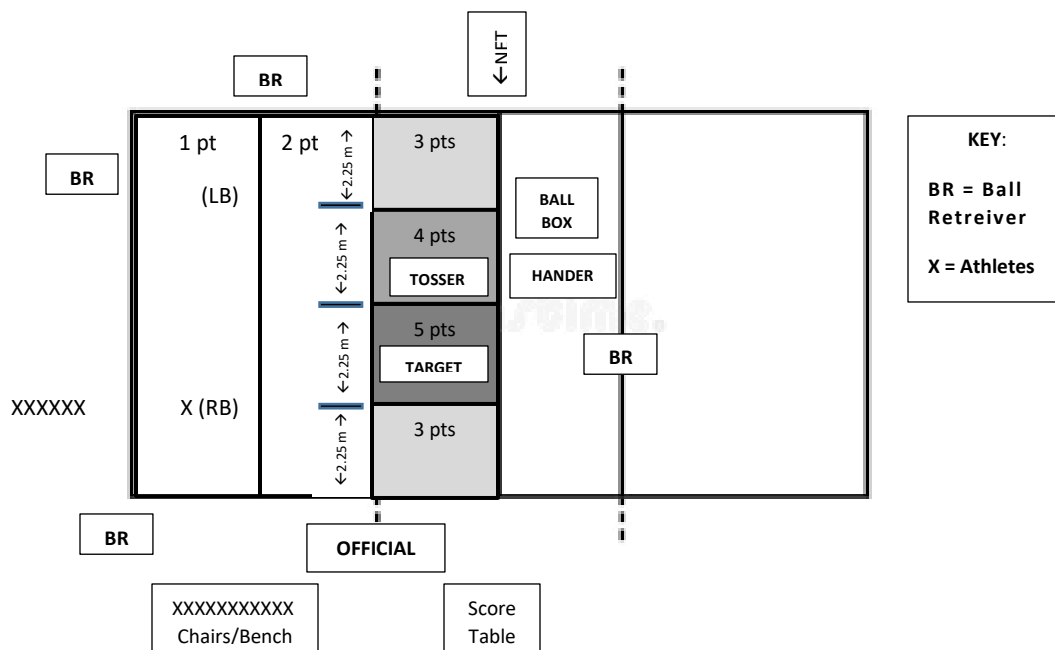 ←NET
BR
1 pt
2 pt
←2.25 m→
3 pts
KEY:
BR
(LB)
BALL
BOX
BR = Ball
Retreiver
←2.25 m→
4 pts
TOSSER
HANDER
X = Athletes
←2.25 m→
5 pts
TARGET
BR
XXXXXX
X (RB)
←2.25 m→
3 pts
BR
OFFICIAL
XXXXXXXXXXX
Chairs/Bench
Score
Table